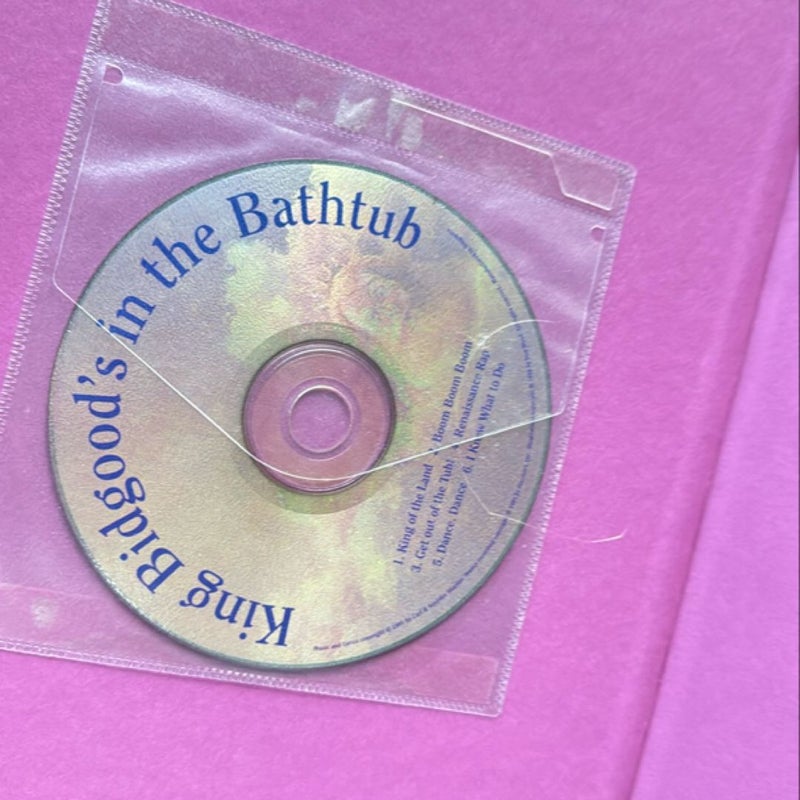 King Bidgood's in the Bathtub
1. King of the Land 2. Boom Boom Boom
3. Get out of the Tub! 4. Renaissance Rap
5. Dance, Dance 6. I Know What to Do